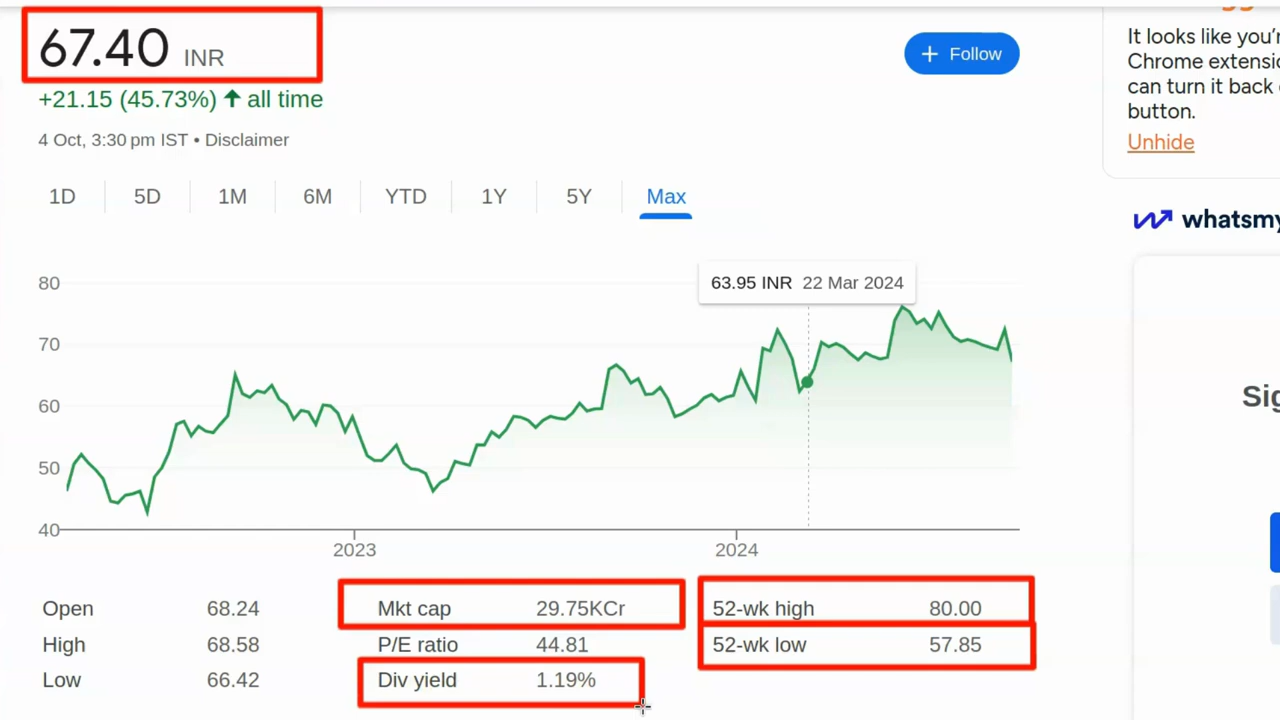 67.40 INR
+ Follow
+21.15 (45.73%) ↑ all time
4 Oct, 3:30 pm IST • Disclaimer
1D 5D 1M 6M YTD 1Y 5Y Max
63.95 INR 22 Mar 2024
80
70
60
50
40
2023 2024
Open 68.24 Mkt cap 29.75KCr 52-wk high 80.00
High 68.58 P/E ratio 44.81 52-wk low 57.85
Low 66.42 Div yield 1.19%
It looks like you'r
Chrome extensio
can turn it back
button.
Unhide
whatsmy
Sig